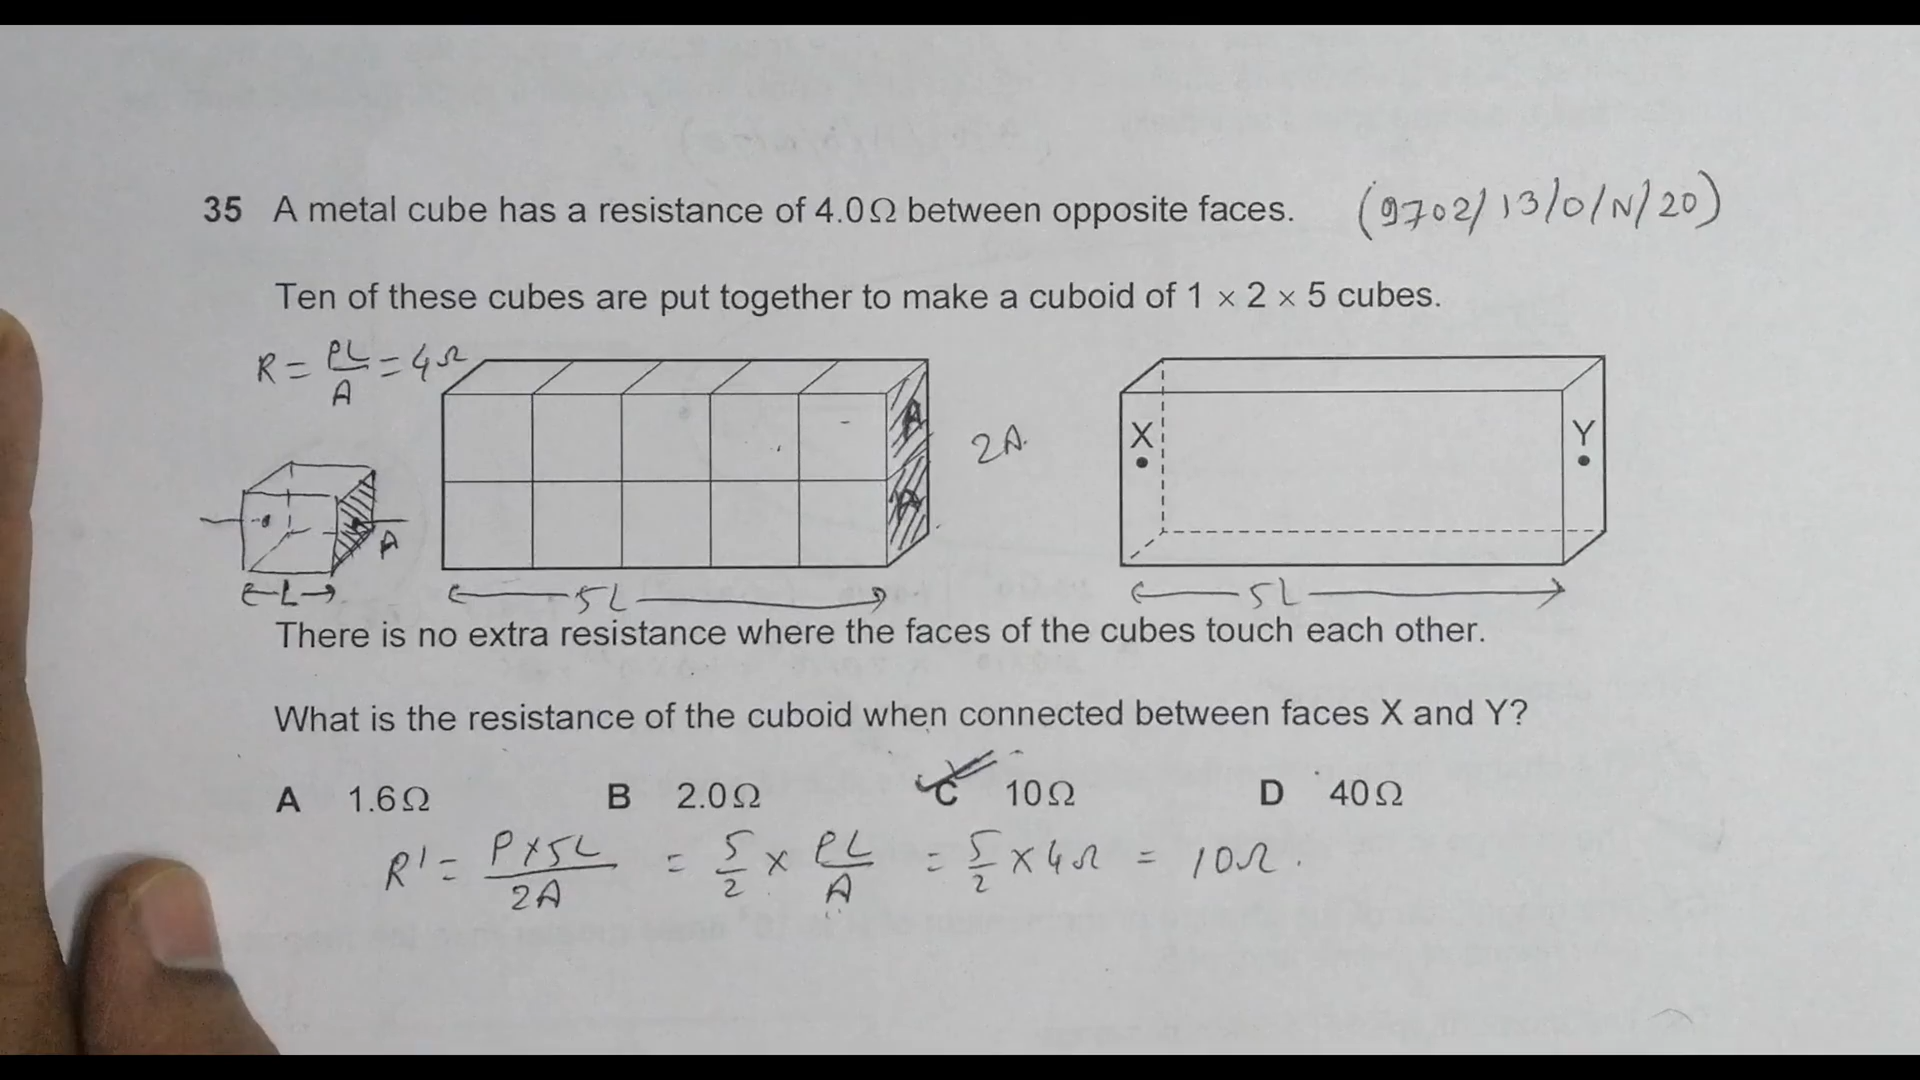 35 A metal cube has a resistance of 4.0Ω between opposite faces. (9702/13/O/N/20)
Ten of these cubes are put together to make a cuboid of 1 × 2 × 5 cubes.
R = ρL/A = 4Ω
A
A
2A
X
Y
A
L
5L
5L
There is no extra resistance where the faces of the cubes touch each other.
What is the resistance of the cuboid when connected between faces X and Y?
A 1.6Ω B 2.0Ω C 10Ω D 40Ω
R' = ρ×5L/2A = 5/2 × ρL/A = 5/2 × 4Ω = 10Ω.